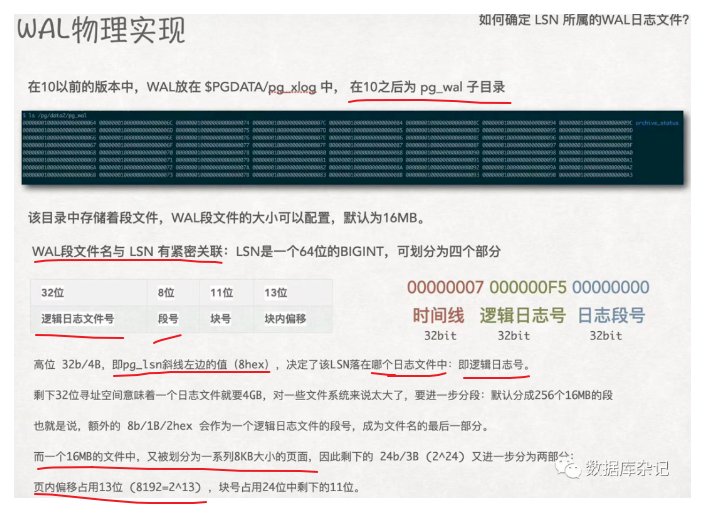 WAL物理实现
如何确定 LSN 所属的WAL日志文件?
在10以前的版本中，WAL放在 $PGDATA/pg_xlog 中， 在10之后为 pg_wal 子目录
$ ls /pg/data2/pg_wal
archive_status
该目录中存储着段文件，WAL段文件的大小可以配置，默认为16MB。
WAL段文件名与 LSN 有紧密关联：LSN是一个64位的BIGINT，可划分为四个部分
32位 8位 11位 13位
逻辑日志文件号 段号 块号 块内偏移
00000007 000000F5 00000000
时间线 逻辑日志号 日志段号
32bit 32bit 32bit
高位 32b/4B，即pg_lsn斜线左边的值（8hex），决定了该LSN落在哪个日志文件中：即逻辑日志号。
剩下32位寻址空间意味着一个日志文件就要4GB，对一些文件系统来说太大了，要进一步分段：默认分成256个16MB的段
也就是说，额外的 8b/1B/2hex 会作为一个逻辑日志文件的段号，成为文件名的最后一部分。
而一个16MB的文件中，又被划分为一系列8KB大小的页面，因此剩下的 24b/3B (2^24) 又进一步分为两部分：
页内偏移占用13位 (8192=2^13) ，块号占用24位中剩下的11位。
数据库杂记